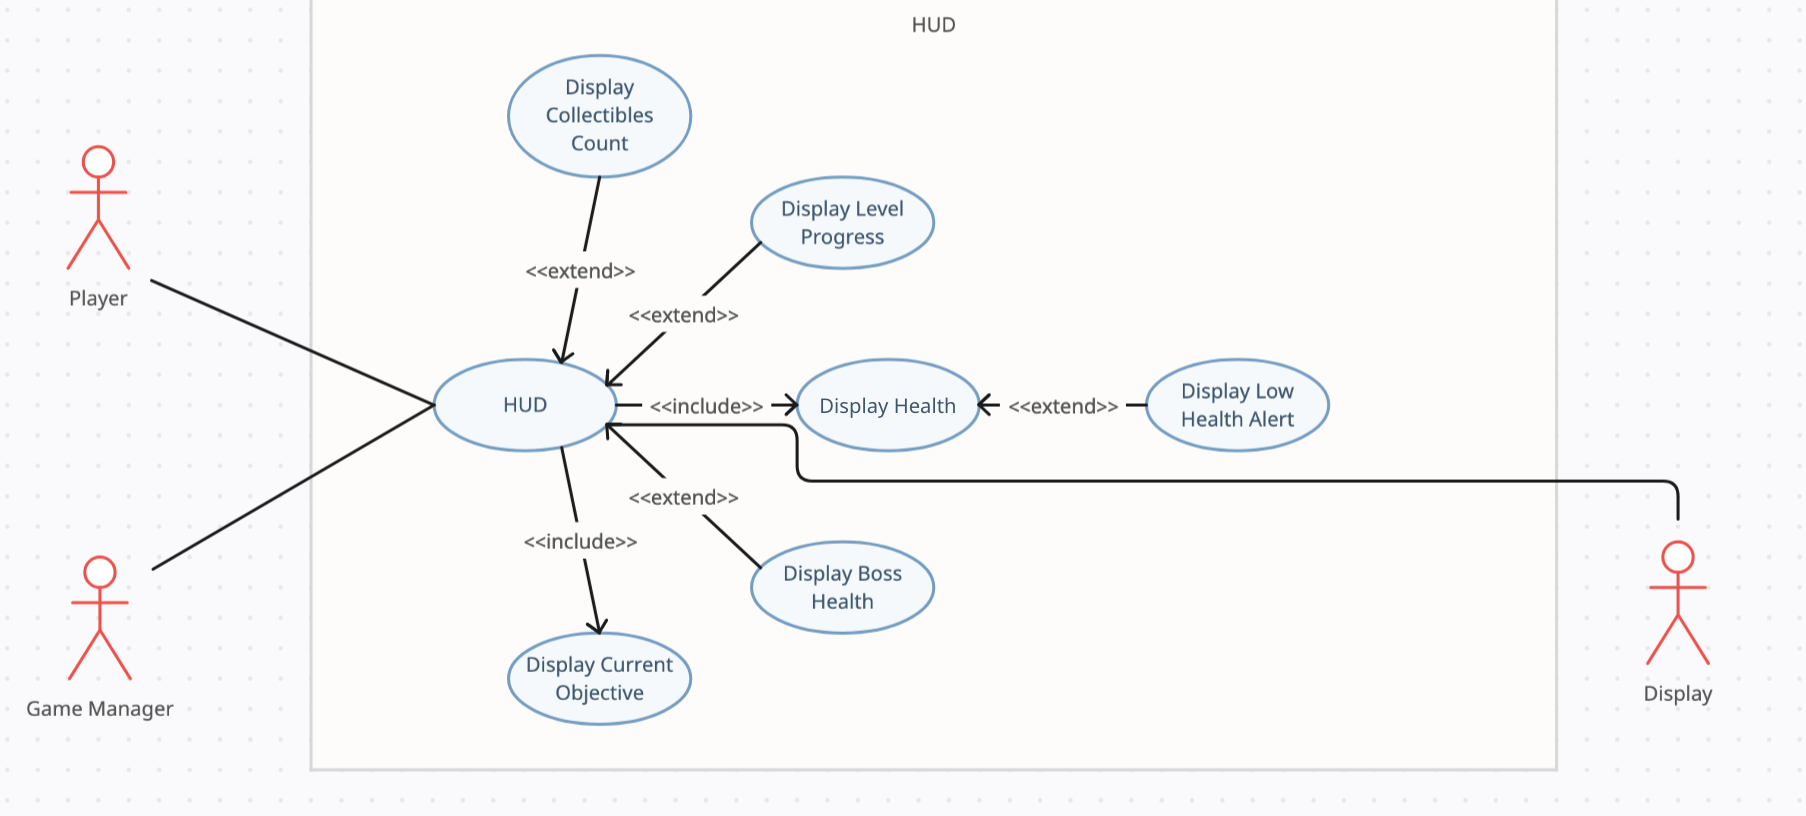 HUD
Display
Collectibles
Count
Display Level
Progress
<<extend>>
Player
<<extend>>
HUD
<<include>>
Display Health
<<extend>>
Display Low
Health Alert
<<extend>>
<<include>>
Display Boss
Health
Display Current
Objective
Game Manager
Display